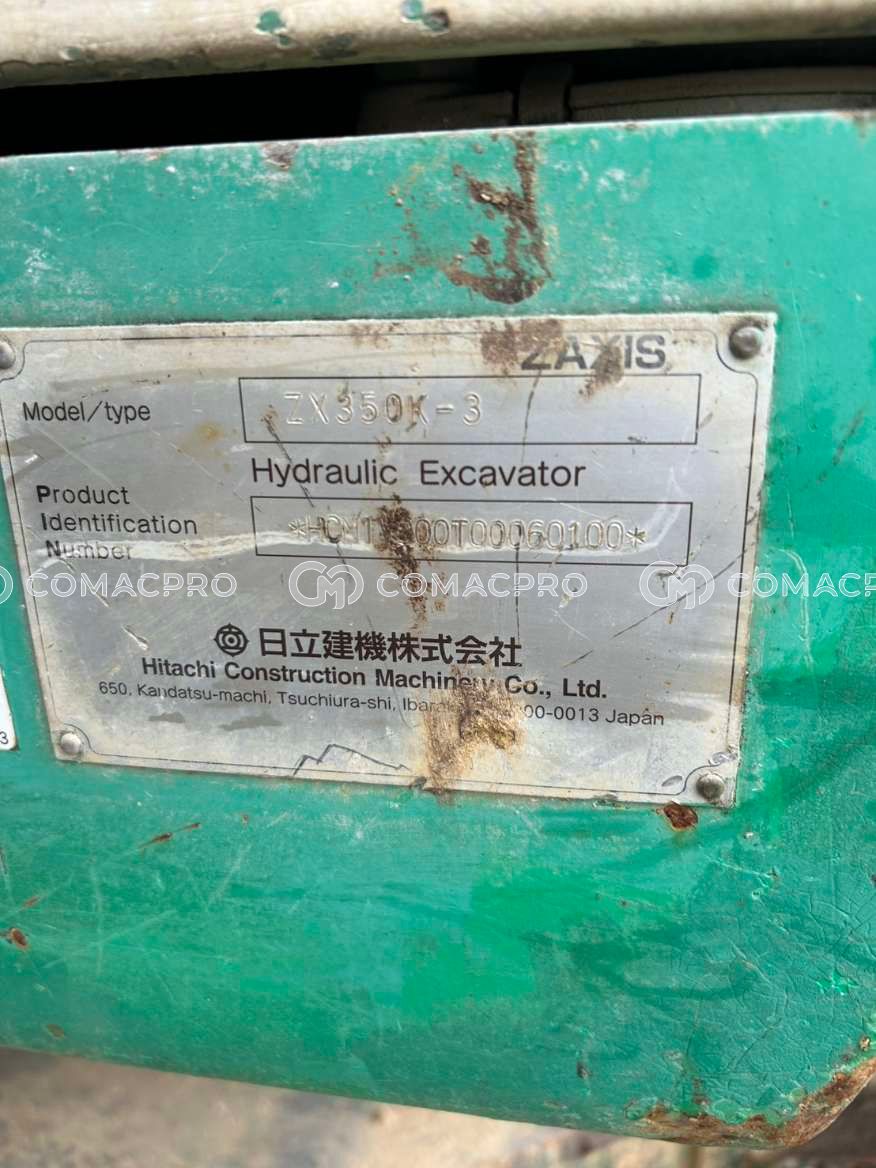 ZAXIS
Model/type ZX350K-3
Hydraulic Excavator
Product
Identification
Number
COMACPRO COMACPRO COMACPRO
日立建機株式会社
Hitachi Construction Machinery Co., Ltd.
650, Kandatsu-machi, Tsuchiura-shi, Japan
3